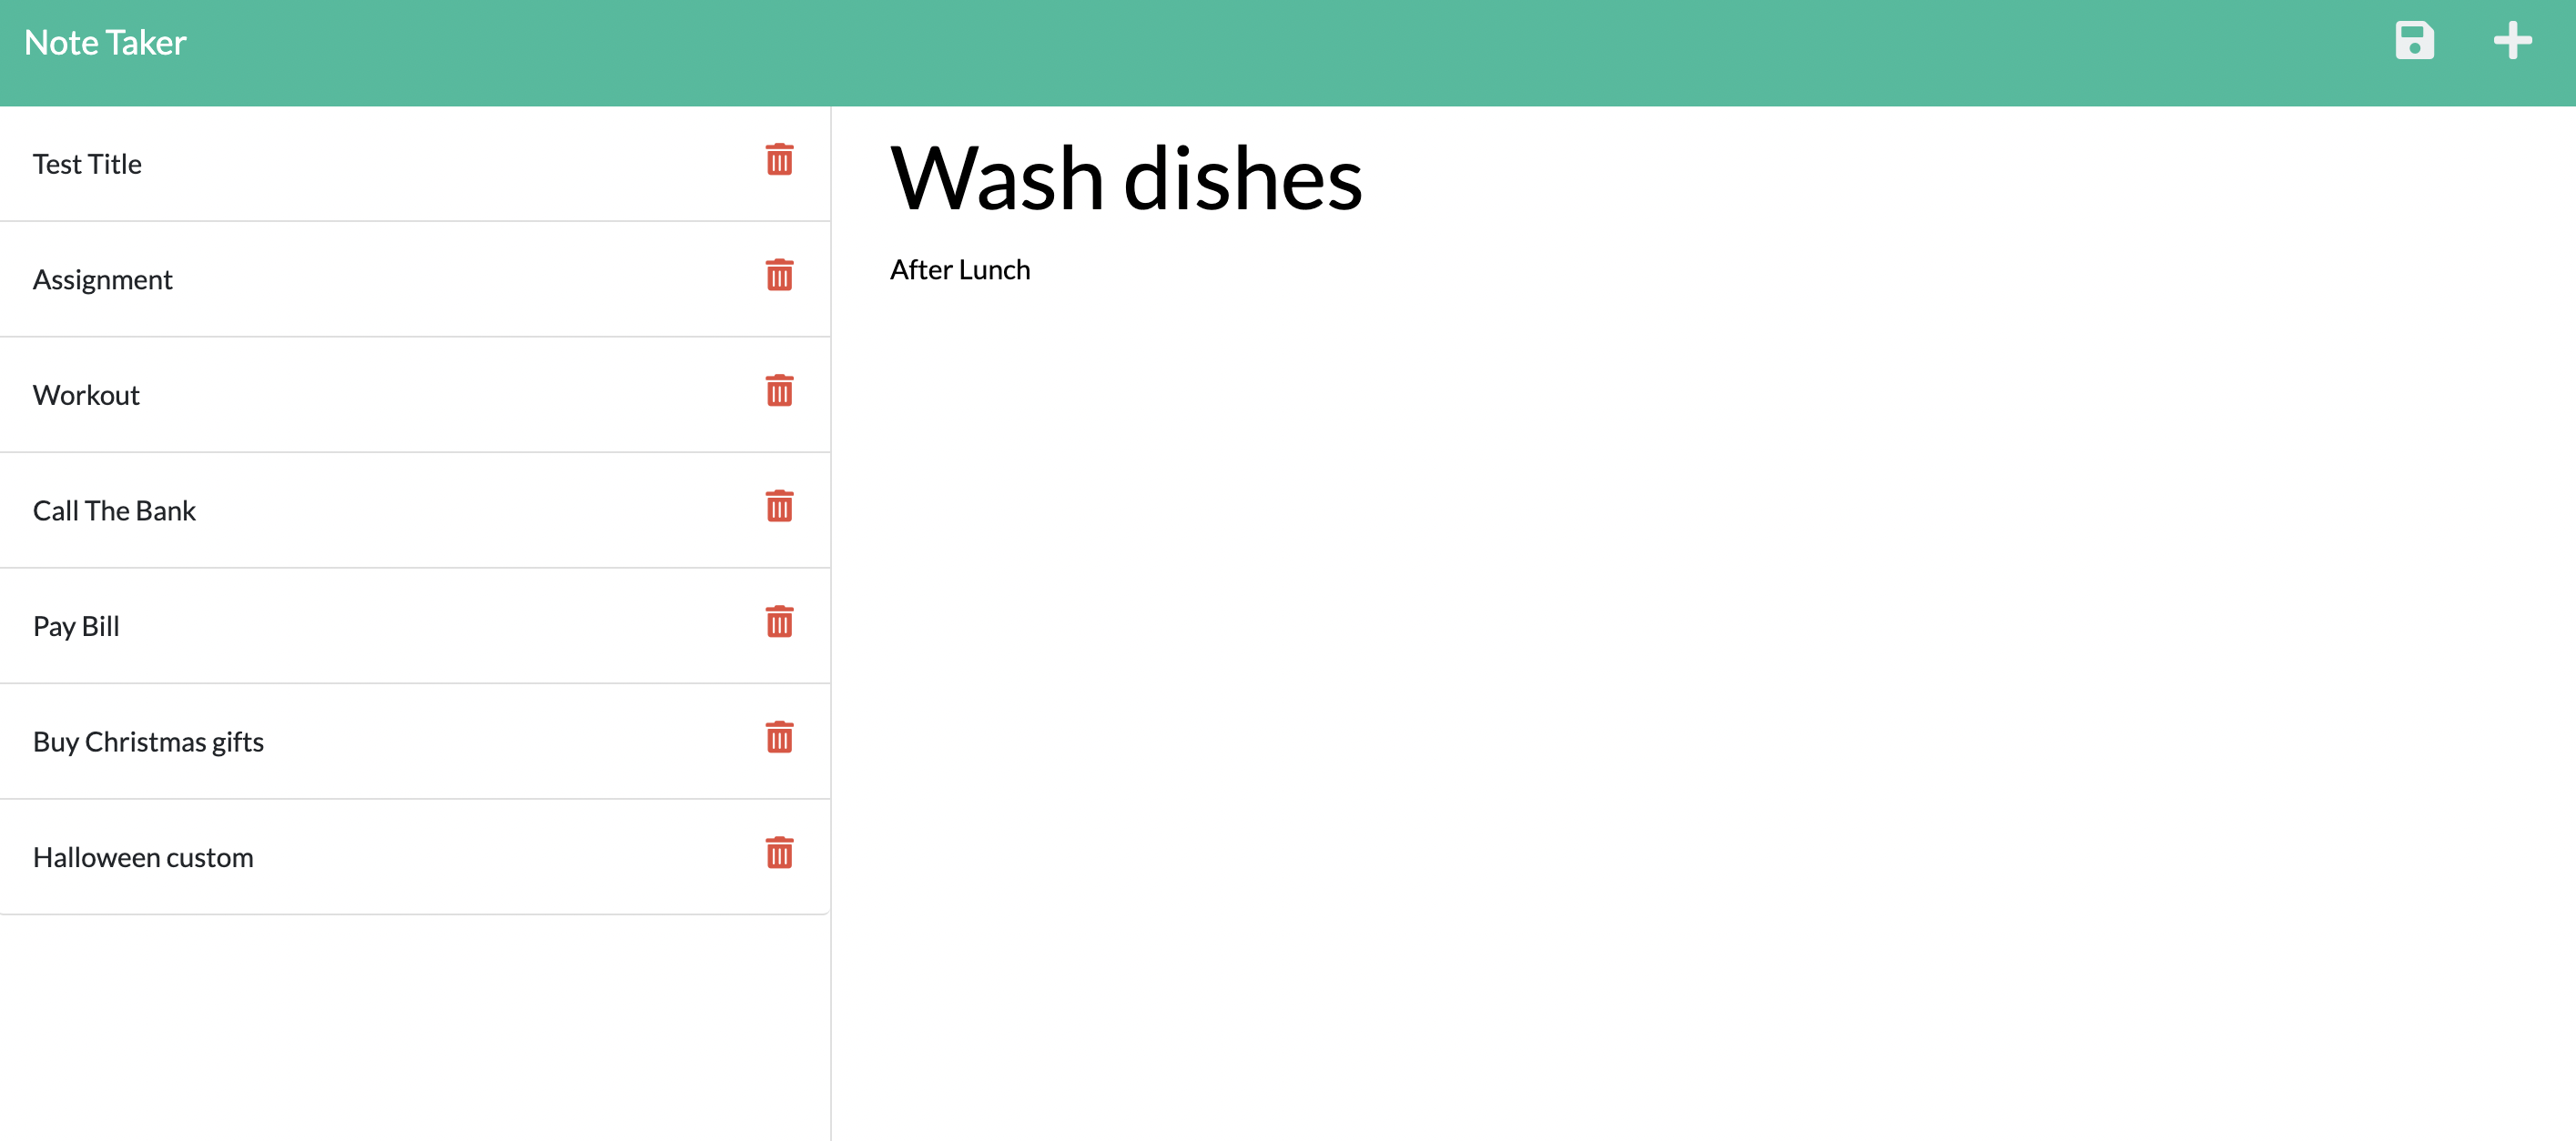 Note Taker
Test Title
Assignment
Workout
Call The Bank
Pay Bill
Buy Christmas gifts
Halloween custom
Wash dishes
After Lunch